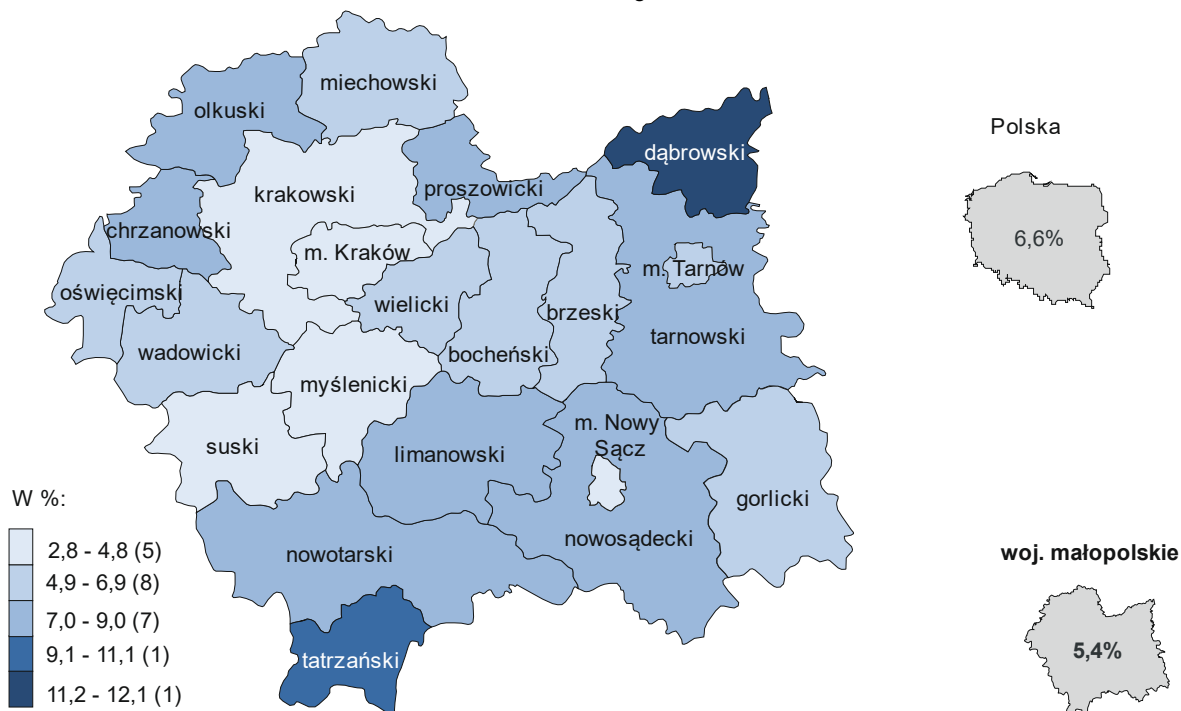 miechowski
olkuski
dąbrowski
Polska
krakowski
proszowicki
chrzanowski
m. Kraków
6,6%
m. Tarnów
oświęcimski
wielicki
brzeski
tarnowski
wadowicki
bocheński
myślenicki
m. Nowy
Sącz
suski
limanowski
gorlicki
nowosądecki
nowotarski
tatrzański
W %:
2,8 - 4,8 (5)
4,9 - 6,9 (8)
7,0 - 9,0 (7)
9,1 - 11,1 (1)
11,2 - 12,1 (1)
woj. małopolskie
5,4%